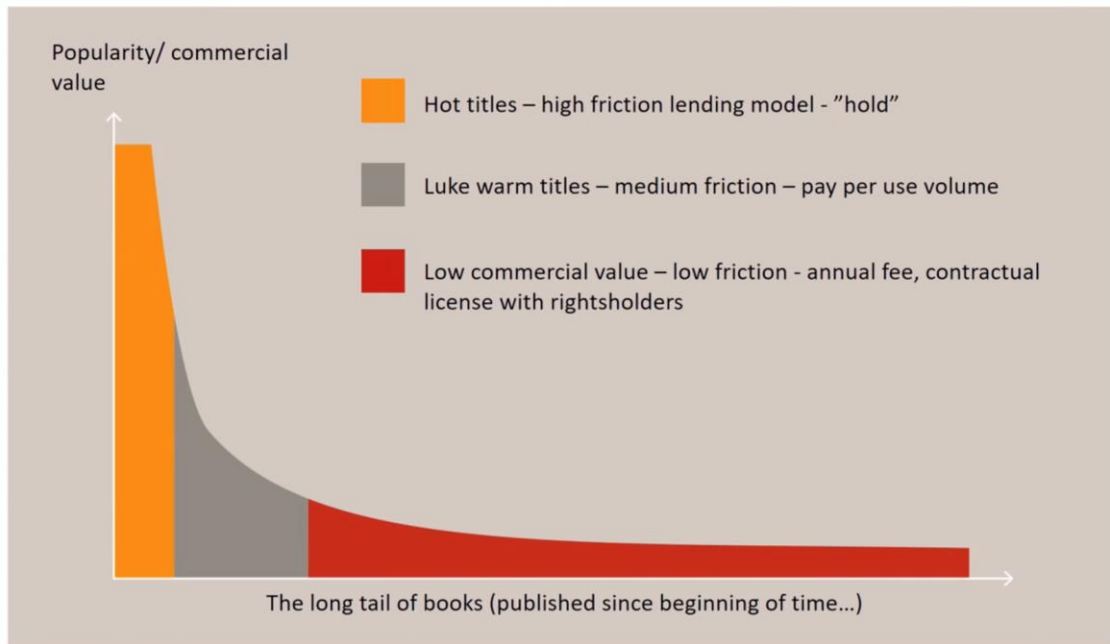 Popularity/ commercial
value
Hot titles – high friction lending model - ”hold”
Luke warm titles – medium friction – pay per use volume
Low commercial value – low friction - annual fee, contractual
license with rightsholders
The long tail of books (published since beginning of time…)